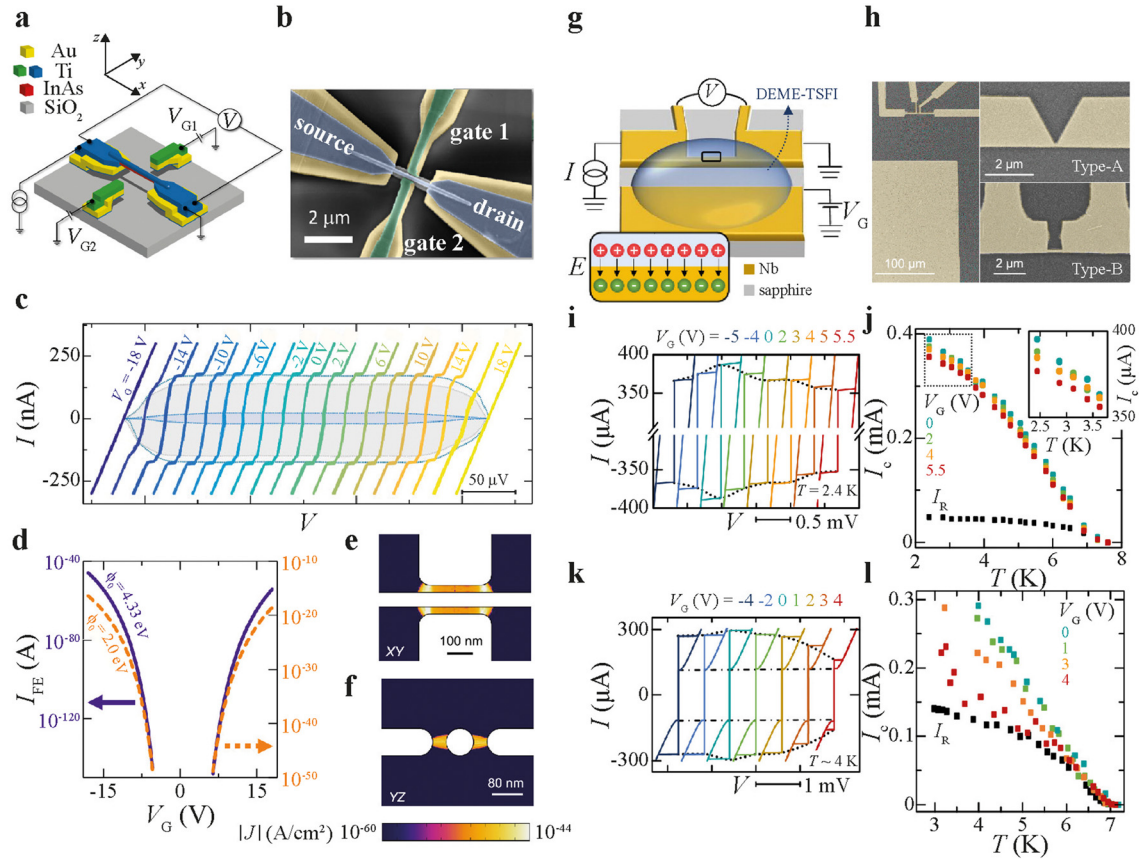 a
Au
Ti
InAs
SiO2
z
y
x
VG1
V
VG2
b
source
gate 1
drain
gate 2
2 μm
c
300
0
-250
I (nA)
VG = -18 V
-14 V
-10 V
-6 V
-2 V
0
2 V
6 V
10 V
14 V
18 V
50 μV
V
d
10^-40
10^-80
10^-120
IFE (A)
ϕ0 = 4.33 eV
ϕ0 = 2.0 eV
10^-10
10^-20
10^-30
10^-40
10^-50
-15
0
15
VG (V)
e
XY
100 nm
f
YZ
80 nm
|J| (A/cm²)
10^-60
10^-44
g
V
DEME-TSFI
I
VG
E
Nb
sapphire
h
100 μm
2 μm
Type-A
2 μm
Type-B
i
VG (V) = -5 -4 0 2 3 4 5 5.5
400
350
-350
-400
I (μA)
T = 2.4 K
V
0.5 mV
j
0.4
0.2
0
Ic (mA)
VG (V)
0
2
4
5.5
IR
400
350
Ic (μA)
2.5
3.5
T (K)
2
4
6
8
T (K)
k
VG (V) = -4 -2 0 1 2 3 4
300
0
-300
I (μA)
T ~ 4 K
V
1 mV
l
0.3
0.2
0.1
0.0
Ic (mA)
VG (V)
0
1
3
4
IR
3
4
5
6
7
T (K)